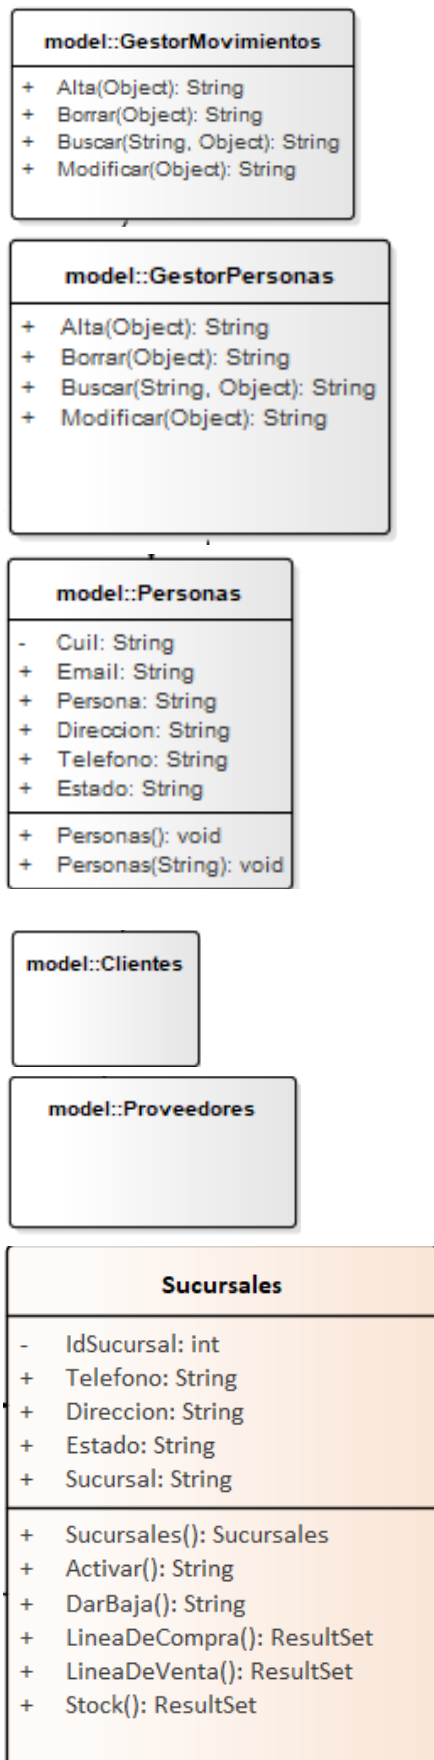 model::GestorMovimientos
+ Alta(Object): String
+ Borrar(Object): String
+ Buscar(String, Object): String
+ Modificar(Object): String
model::GestorPersonas
+ Alta(Object): String
+ Borrar(Object): String
+ Buscar(String, Object): String
+ Modificar(Object): String
model::Personas
- Cuil: String
+ Email: String
+ Persona: String
+ Direccion: String
+ Telefono: String
+ Estado: String
+ Personas(): void
+ Personas(String): void
model::Clientes
model::Proveedores
Sucursales
- IdSucursal: int
+ Telefono: String
+ Direccion: String
+ Estado: String
+ Sucursal: String
+ Sucursales(): Sucursales
+ Activar(): String
+ DarBaja(): String
+ LineaDeCompra(): ResultSet
+ LineaDeVenta(): ResultSet
+ Stock(): ResultSet